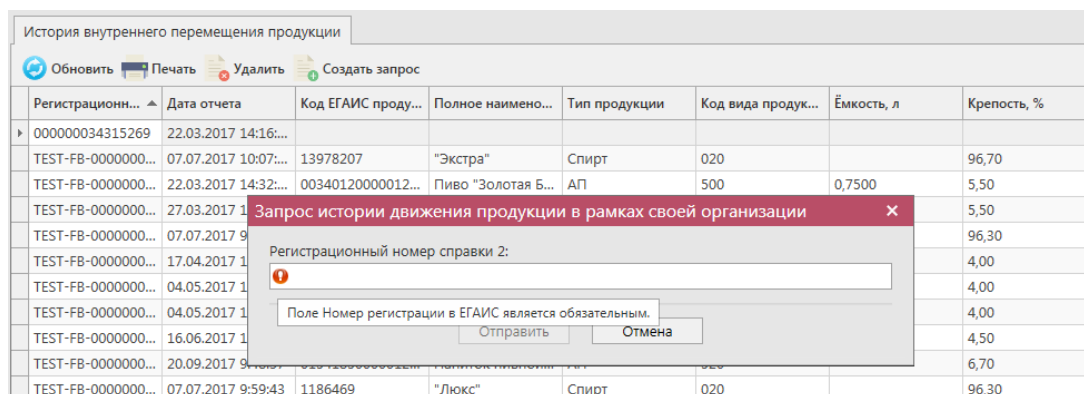 История внутреннего перемещения продукции
Обновить Печать Удалить Создать запрос
Регистрационн... Дата отчета Код ЕГАИС проду... Полное наимено... Тип продукции Код вида продук... Ёмкость, л Крепость, %
000000034315269 22.03.2017 14:16:...
TEST-FB-0000000... 07.07.2017 10:07:... 13978207 "Экстра" Спирт 020 96,70
TEST-FB-0000000... 22.03.2017 14:32:... 00340120000012... Пиво "Золотая Б... АП 500 0,7500 5,50
TEST-FB-0000000... 27.03.2017 1 5,50
Запрос истории движения продукции в рамках своей организации
TEST-FB-0000000... 07.07.2017 9 96,30
Регистрационный номер справки 2:
TEST-FB-0000000... 17.04.2017 1 4,00
TEST-FB-0000000... 04.05.2017 1 4,00
TEST-FB-0000000... 04.05.2017 1 4,00
Поле Номер регистрации в ЕГАИС является обязательным.
Отправить Отмена
TEST-FB-0000000... 16.06.2017 1 4,50
TEST-FB-0000000... 20.09.2017 6,70
TEST-FB-0000000... 07.07.2017 9:59:43 1186469 "Люкс" Спирт 020 96,30